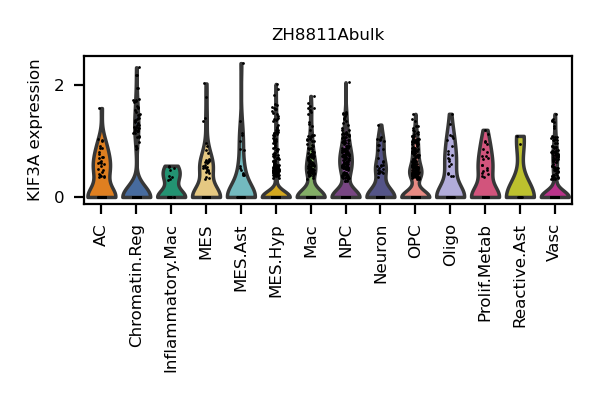 ZH8811Abulk
KIF3A expression
2
0
AC
Chromatin.Reg
Inflammatory.Mac
MES
MES.Ast
MES.Hyp
Mac
NPC
Neuron
OPC
Oligo
Prolif.Metab
Reactive.Ast
Vasc